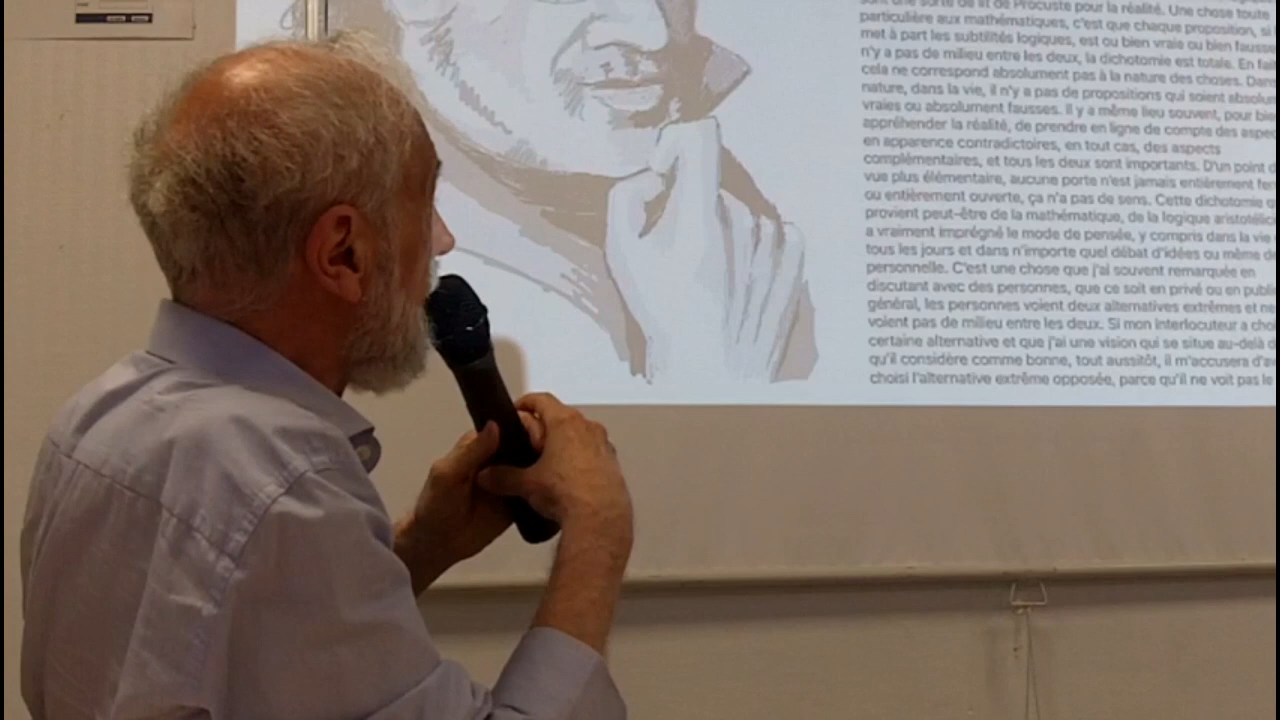 sont une sorte de lit de Procuste pour la réalité. Une chose toute
particulière aux mathématiques, c'est que chaque proposition, si
met à part les subtilités logiques, est ou bien vraie ou bien fausse
n'y a pas de milieu entre les deux, la dichotomie est totale. En fait
cela ne correspond absolument pas à la nature des choses. Dans
nature, dans la vie, il n'y a pas de propositions qui soient absolum
vraies ou absolument fausses. Il y a même lieu souvent, pour bie
appréhender la réalité, de prendre en ligne de compte des aspec
en apparence contradictoires, en tout cas, des aspects
complémentaires, et tous les deux sont importants. D'un point d
vue plus élémentaire, aucune porte n'est jamais entièrement fer
ou entièrement ouverte, ça n'a pas de sens. Cette dichotomie q
provient peut-être de la mathématique, de la logique aristotélic
a vraiment imprégné le mode de pensée, y compris dans la vie
tous les jours et dans n'importe quel débat d'idées ou même de
personnelle. C'est une chose que j'ai souvent remarquée en
discutant avec des personnes, que ce soit en privé ou en public
général, les personnes voient deux alternatives extrêmes et ne
voient pas de milieu entre les deux. Si mon interlocuteur a choi
certaine alternative et que j'ai une vision qui se situe au-delà d
qu'il considère comme bonne, tout aussitôt, il m'accusera d'av
choisi l'alternative extrême opposée, parce qu'il ne voit pas le